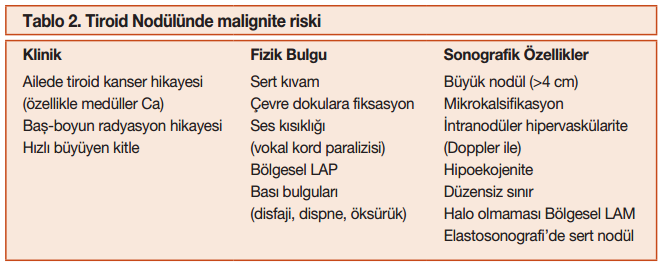 Tablo 2. Tiroid Nodülünde malignite riski
Klinik
Ailede tiroid kanser hikayesi
(özellikle medüller Ca)
Baş-boyun radyasyon hikayesi
Hızlı büyüyen kitle
Fizik Bulgu
Sert kıvam
Çevre dokulara fiksasyon
Ses kısıklığı
(vokal kord paralizisi)
Bölgesel LAP
Bası bulguları
(disfaji, dispne, öksürük)
Sonografik Özellikler
Büyük nodül (>4 cm)
Mikrokalsifikasyon
İntranodüler hipervaskülarite
(Doppler ile)
Hipoekojenite
Düzensiz sınır
Halo olmaması Bölgesel LAM
Elastosonografi’de sert nodül